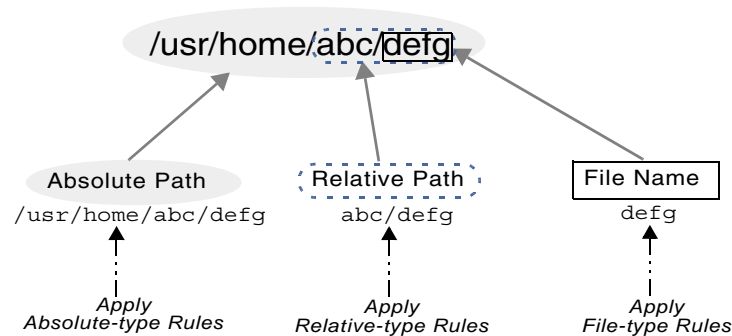 /usr/home/abc/defg
Absolute Path
Relative Path
File Name
/usr/home/abc/defg
abc/defg
defg
Apply
Absolute-type Rules
Apply
Relative-type Rules
Apply
File-type Rules